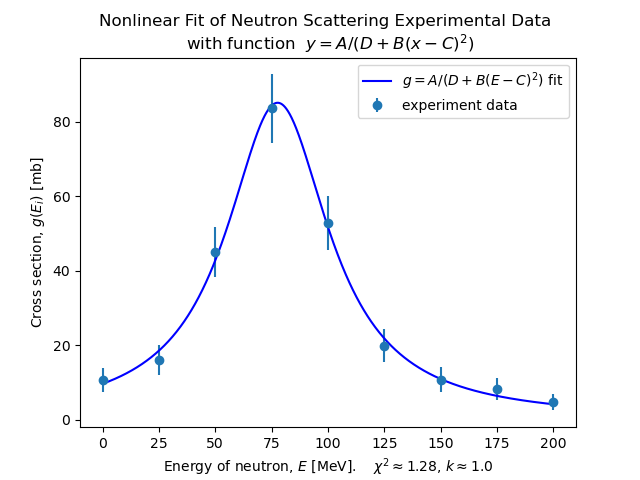 Nonlinear Fit of Neutron Scattering Experimental Data
with function y = A/(D + B(x − C)²)
g = A/(D + B(E − C)²) fit
experiment data
Cross section, g(Eᵢ) [mb]
80
60
40
20
0
0 25 50 75 100 125 150 175 200
Energy of neutron, E [MeV]. χ² ≈ 1.28, k ≈ 1.0